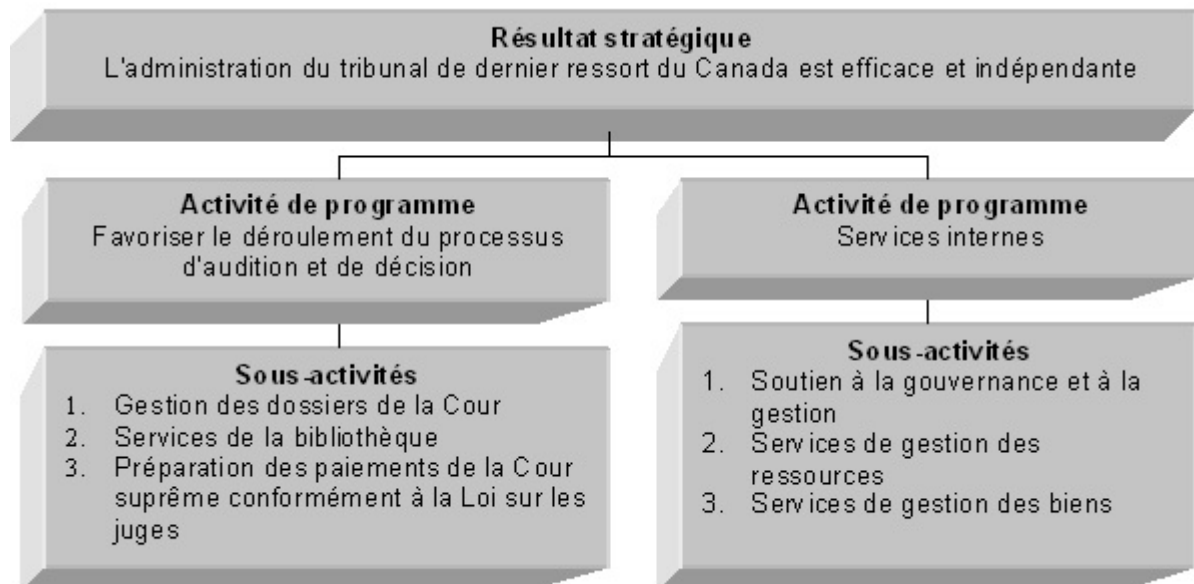 Résultat stratégique
L'administration du tribunal de dernier ressort du Canada est efficace et indépendante
Activité de programme
Favoriser le déroulement du processus
d'audition et de décision
Activité de programme
Services internes
Sous-activités
1. Gestion des dossiers de la Cour
2. Services de la bibliothèque
3. Préparation des paiements de la Cour
suprême conformément à la Loi sur les
juges
Sous-activités
1. Soutien à la gouvernance et à la
gestion
2. Services de gestion des
ressources
3. Services de gestion des biens